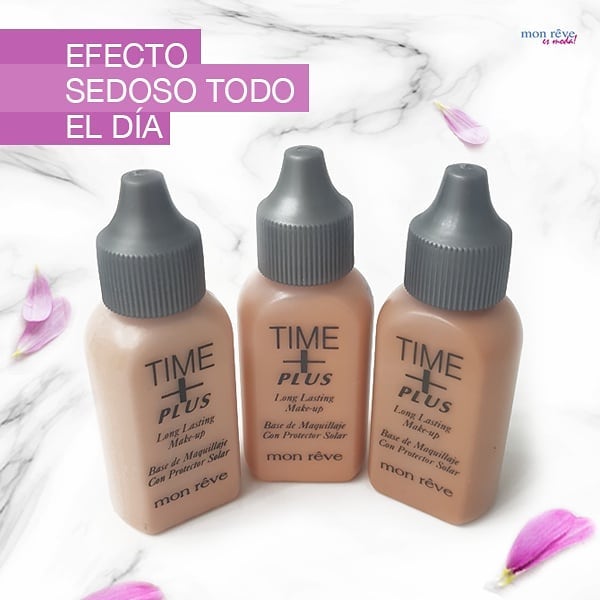 mon rêve
es moda!
EFECTO
SEDOSO TODO
EL DÍA
TIME
+
PLUS
Long Lasting
Make-up
Base de Maquillaje
Con Protector Solar
mon rêve
TIME
+
PLUS
Long Lasting
Make-up
Base de Maquillaje
Con Protector Solar
mon rêve
TIME
+
PLUS
Long Lasting
Make-up
Base de Maquillaje
Con Protector Solar
mon rêve